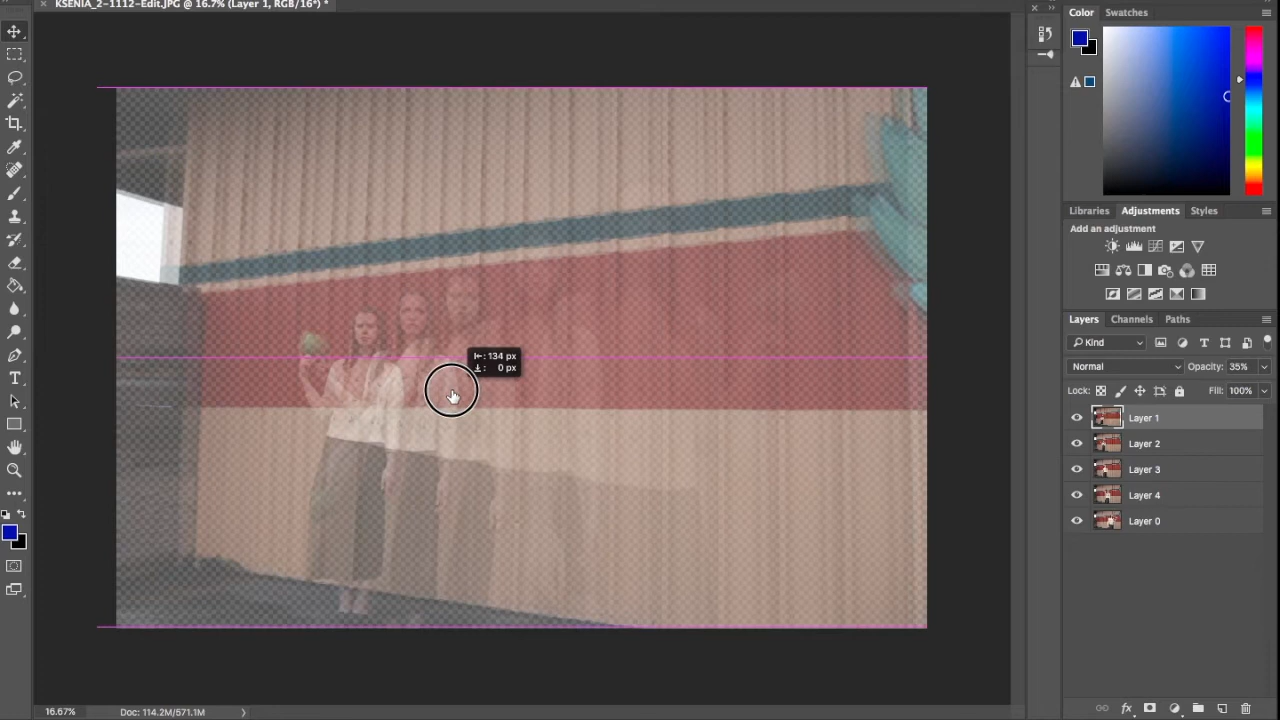 KSENIA_2-1112-Edit.JPG @ 16.7% (Layer 1, RGB/16*) *
Color
Swatches
Libraries
Adjustments
Styles
Add an adjustment
Layers
Channels
Paths
Kind
Normal
Opacity: 35%
Lock:
Fill: 100%
Layer 1
Layer 2
Layer 3
Layer 4
Layer 0
fx
134 px
0 px
16.67%
Doc: 114.2M/571.1M